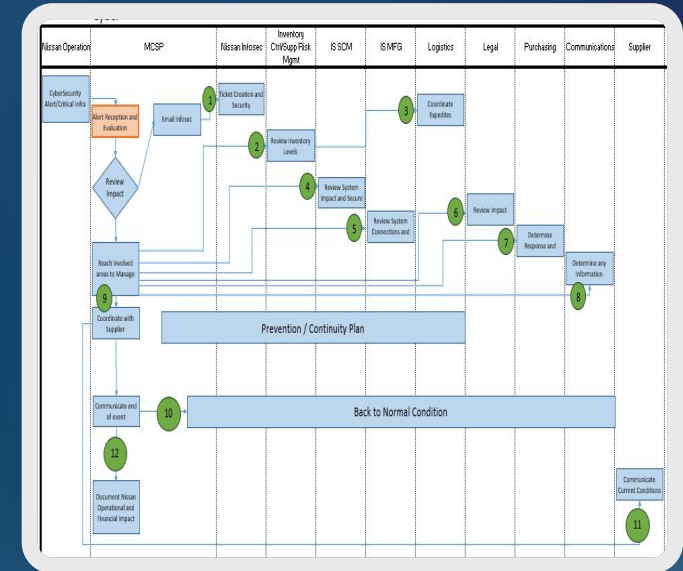 Nissan Operation
MCSP
Nissan Infosec
Inventory
Ctrl/Supp Risk
Mgmt
IS SCM
IS MFG
Logistics
Legal
Purchasing
Communications
Supplier
CyberSecurity
Alert/Critical Infra
Alert Reception and
Evaluation
Email Infosec
1
Ticket Creation and
Security
2
Review Inventory
Levels
3
Coordinate
Expedites
Review
Impact
4
Review System
Impact and Secure
5
Review System
Connections and
6
Review Impact
7
Determine
Response and
Determine any
Information
8
Reach Involved
areas to Manage
9
Coordinate with
Supplier
Prevention / Continuity Plan
Communicate end
of event
10
Back to Normal Condition
12
Document Nissan
Operational and
Financial Impact
Communicate
Current Conditions
11